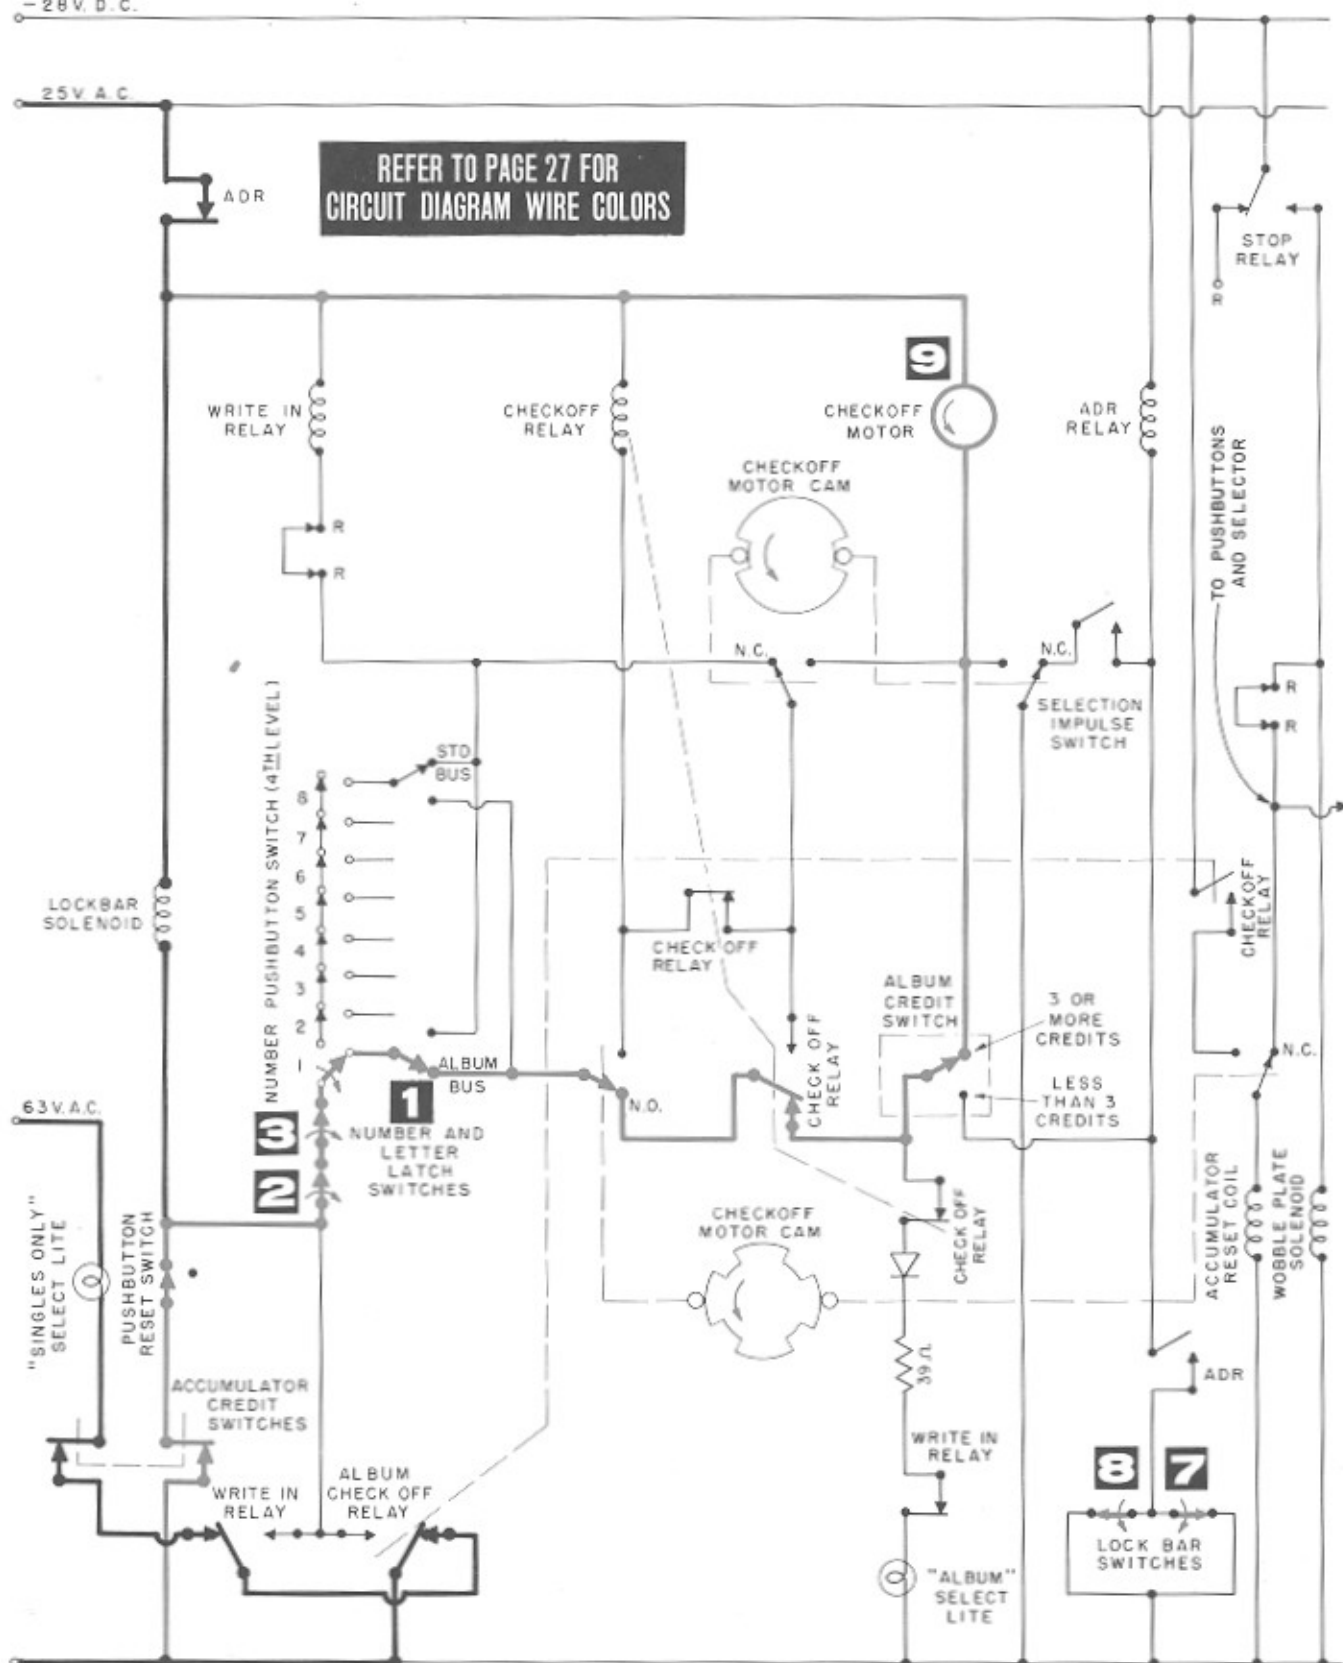 -28 V. D.C.
25 V. A.C.
REFER TO PAGE 27 FOR
CIRCUIT DIAGRAM WIRE COLORS
ADR
STOP
RELAY
R
9
WRITE IN
RELAY
CHECKOFF
RELAY
CHECKOFF
MOTOR
ADR
RELAY
TO PUSHBUTTONS
AND SELECTOR
CHECKOFF
MOTOR CAM
R
R
N.C.
N.C.
SELECTION
IMPULSE
SWITCH
R
R
NUMBER PUSHBUTTON SWITCH (4TH LEVEL)
STD
BUS
8
7
6
5
4
3
2
1
LOCKBAR
SOLENOID
CHECK OFF
RELAY
CHECKOFF
RELAY
ALBUM
CREDIT
SWITCH
3 OR
MORE
CREDITS
LESS
THAN 3
CREDITS
CHECK OFF
RELAY
N.C.
ALBUM
BUS
1
N.O.
63 V. A.C.
3
2
NUMBER AND
LETTER
LATCH
SWITCHES
"SINGLES ONLY"
SELECT LITE
PUSHBUTTON
RESET SWITCH
CHECKOFF
MOTOR CAM
CHECK OFF
RELAY
ACCUMULATOR
RESET COIL
WOBBLE PLATE
SOLENOID
39 Ω
ADR
ACCUMULATOR
CREDIT
SWITCHES
WRITE IN
RELAY
ALBUM
CHECK OFF
RELAY
WRITE IN
RELAY
8
7
LOCK BAR
SWITCHES
"ALBUM"
SELECT
LITE